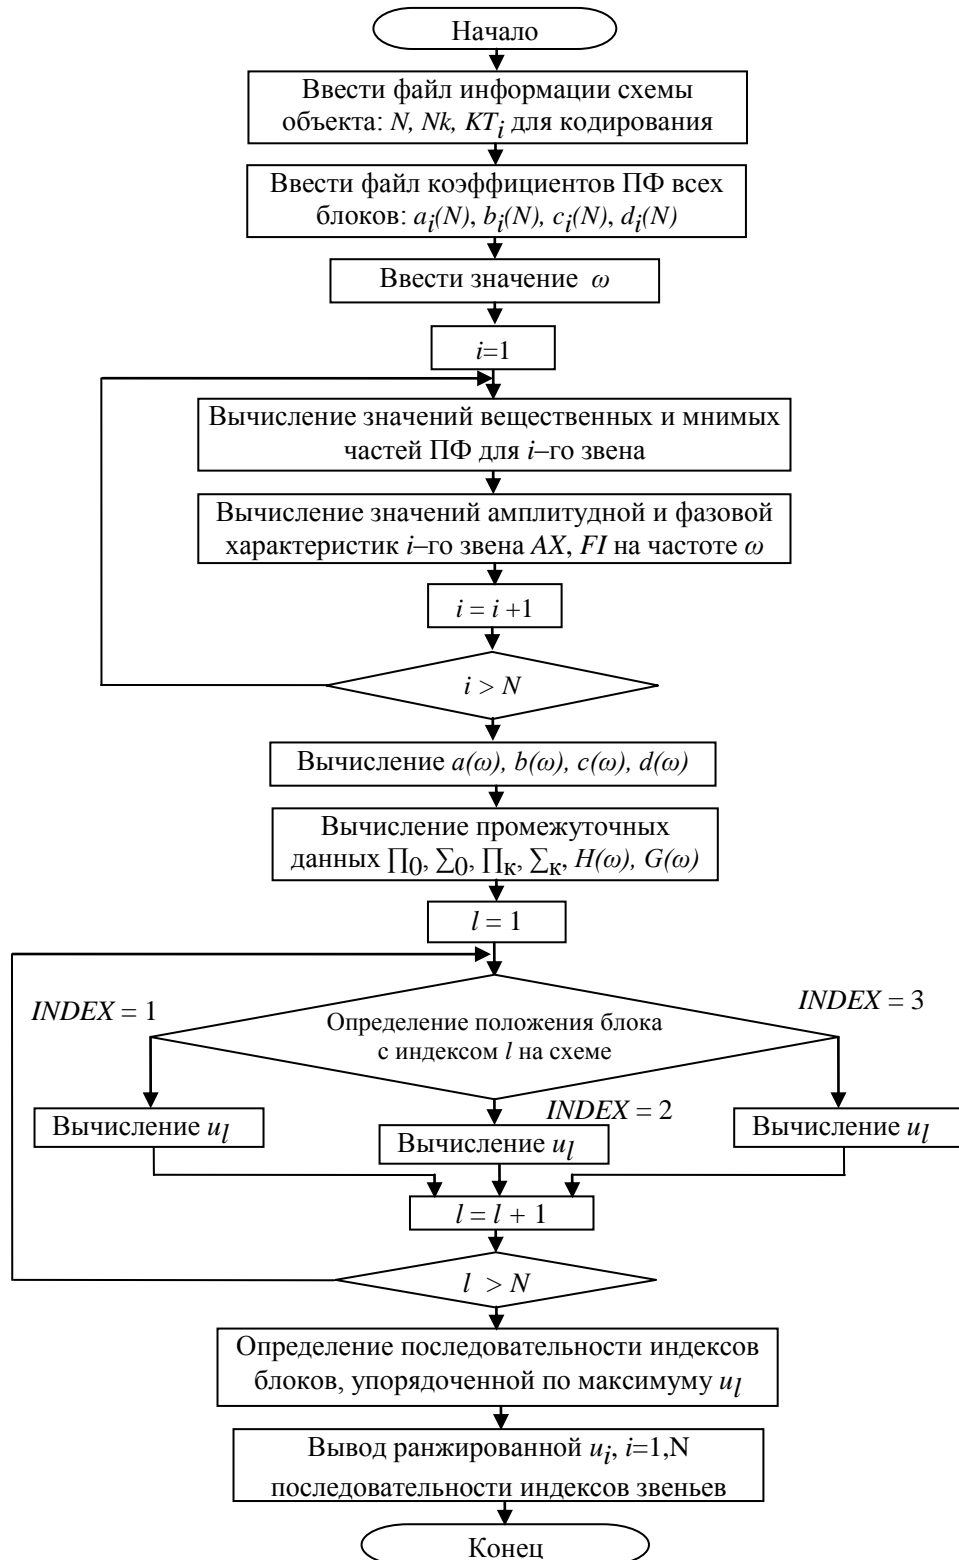 Начало
Ввести файл информации схемы
объекта: N, Nk, KTi для кодирования
Ввести файл коэффициентов ПФ всех
блоков: ai(N), bi(N), ci(N), di(N)
Ввести значение ω
i=1
Вычисление значений вещественных и мнимых
частей ПФ для i–го звена
Вычисление значений амплитудной и фазовой
характеристик i–го звена AX, FI на частоте ω
i = i +1
i > N
Вычисление a(ω), b(ω), c(ω), d(ω)
Вычисление промежуточных
данных ∏0, ∑0, ∏к, ∑к, H(ω), G(ω)
l = 1
INDEX = 1
INDEX = 3
Определение положения блока
с индексом l на схеме
INDEX = 2
Вычисление ul
Вычисление ul
Вычисление ul
l = l + 1
l > N
Определение последовательности индексов
блоков, упорядоченной по максимуму ul
Вывод ранжированной ui, i=1,N
последовательности индексов звеньев
Конец